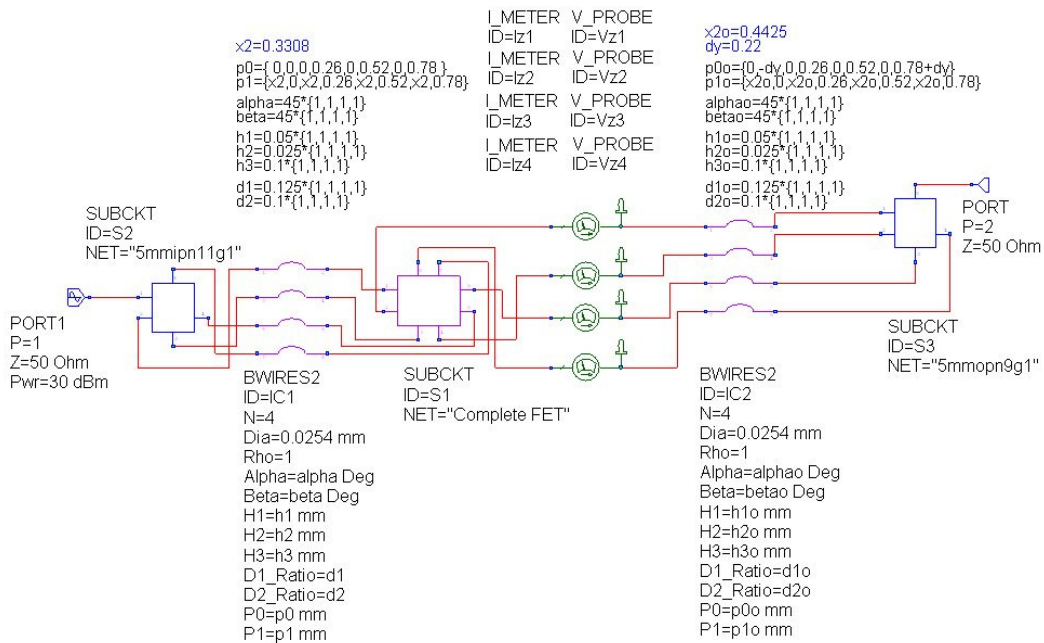 I_METER V_PROBE
ID=Iz1 ID=Vz1
I_METER V_PROBE
ID=Iz2 ID=Vz2
I_METER V_PROBE
ID=Iz3 ID=Vz3
I_METER V_PROBE
ID=Iz4 ID=Vz4
x2=0.3308
p0={ 0,0,0,0.26,0,0.52,0,0.78 }
p1={x2,0,x2,0.26,x2,0.52,x2,0.78}
alpha=45*{1,1,1,1}
beta=45*{1,1,1,1}
h1=0.05*{1,1,1,1}
h2=0.025*{1,1,1,1}
h3=0.1*{1,1,1,1}
d1=0.125*{1,1,1,1}
d2=0.1*{1,1,1,1}
x2o=0.4425
dy=0.22
p0o={0,-dy,0,0.26,0,0.52,0,0.78+dy}
p1o={x2o,0,x2o,0.26,x2o,0.52,x2o,0.78}
alphao=45*{1,1,1,1}
betao=45*{1,1,1,1}
h1o=0.05*{1,1,1,1}
h2o=0.025*{1,1,1,1}
h3o=0.1*{1,1,1,1}
d1o=0.125*{1,1,1,1}
d2o=0.1*{1,1,1,1}
SUBCKT
ID=S2
NET="5mmipn11g1"
PORT1
P=1
Z=50 Ohm
Pwr=30 dBm
BWIRES2
ID=IC1
N=4
Dia=0.0254 mm
Rho=1
Alpha=alpha Deg
Beta=beta Deg
H1=h1 mm
H2=h2 mm
H3=h3 mm
D1_Ratio=d1
D2_Ratio=d2
P0=p0 mm
P1=p1 mm
SUBCKT
ID=S1
NET="Complete FET"
BWIRES2
ID=IC2
N=4
Dia=0.0254 mm
Rho=1
Alpha=alphao Deg
Beta=betao Deg
H1=h1o mm
H2=h2o mm
H3=h3o mm
D1_Ratio=d1o
D2_Ratio=d2o
P0=p0o mm
P1=p1o mm
PORT
P=2
Z=50 Ohm
SUBCKT
ID=S3
NET="5mmopn9g1"